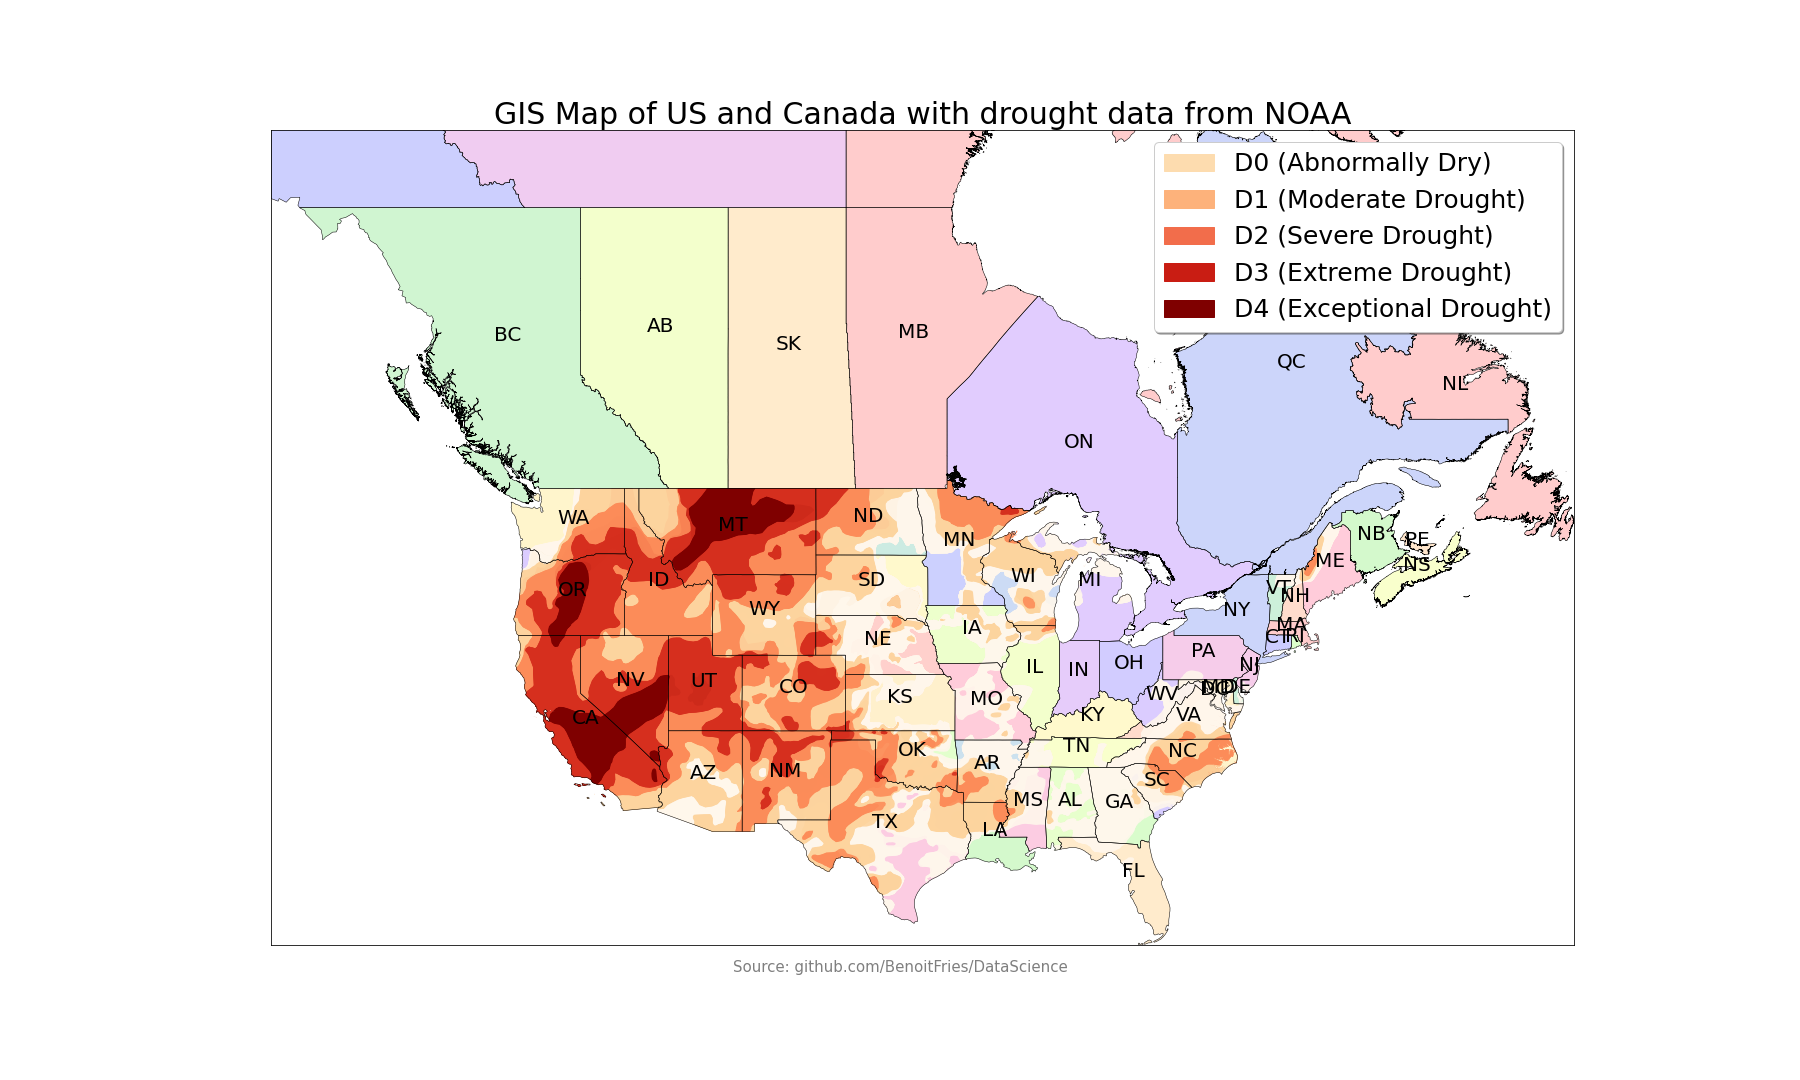 GIS Map of US and Canada with drought data from NOAA
D0 (Abnormally Dry)
D1 (Moderate Drought)
D2 (Severe Drought)
D3 (Extreme Drought)
D4 (Exceptional Drought)
BC
AB
SK
MB
ON
QC
NL
WA
MT
ND
MN
OR
ID
WY
SD
WI
MI
NB
PE
NS
ME
VT
NH
NY
MA
CT
RI
NE
IA
IL
IN
OH
PA
NJ
NV
UT
CO
KS
MO
WV
MD
DC
DE
CA
KY
VA
AZ
NM
OK
AR
TN
NC
SC
TX
LA
MS
AL
GA
FL
Source: github.com/BenoitFries/DataScience